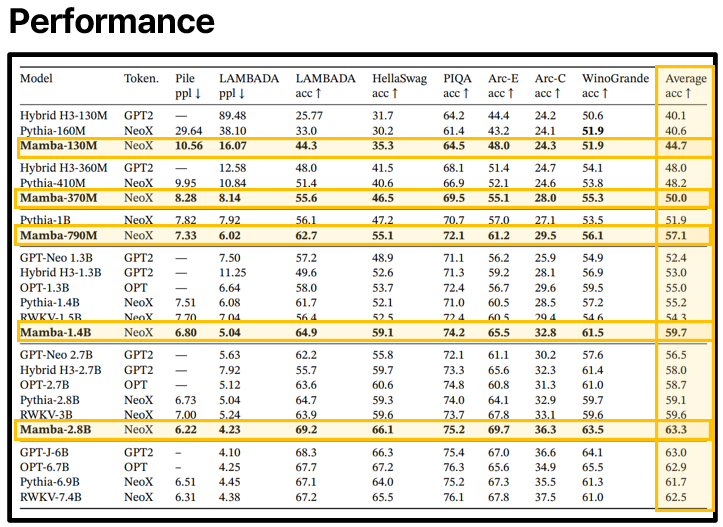 Performance
Model Token. Pile LAMBADA LAMBADA HellaSwag PIQA Arc-E Arc-C WinoGrande Average
ppl ↓ ppl ↓ acc ↑ acc ↑ acc ↑ acc ↑ acc ↑ acc ↑ acc ↑
Hybrid H3-130M GPT2 — 89.48 25.77 31.7 64.2 44.4 24.2 50.6 40.1
Pythia-160M NeoX 29.64 38.10 33.0 30.2 61.4 43.2 24.1 51.9 40.6
Mamba-130M NeoX 10.56 16.07 44.3 35.3 64.5 48.0 24.3 51.9 44.7
Hybrid H3-360M GPT2 — 12.58 48.0 41.5 68.1 51.4 24.7 54.1 48.0
Pythia-410M NeoX 9.95 10.84 51.4 40.6 66.9 52.1 24.6 53.8 48.2
Mamba-370M NeoX 8.28 8.14 55.6 46.5 69.5 55.1 28.0 55.3 50.0
Pythia-1B NeoX 7.82 7.92 56.1 47.2 70.7 57.0 27.1 53.5 51.9
Mamba-790M NeoX 7.33 6.02 62.7 55.1 72.1 61.2 29.5 56.1 57.1
GPT-Neo 1.3B GPT2 — 7.50 57.2 48.9 71.1 56.2 25.9 54.9 52.4
Hybrid H3-1.3B GPT2 — 11.25 49.6 52.6 71.3 59.2 28.1 56.9 53.0
OPT-1.3B OPT — 6.64 58.0 53.7 72.4 56.7 29.6 59.5 55.0
Pythia-1.4B NeoX 7.51 6.08 61.7 52.1 71.0 60.5 28.5 57.2 55.2
RWKV-1.5B NeoX 7.70 7.04 56.4 52.5 72.4 60.5 29.4 54.6 54.3
Mamba-1.4B NeoX 6.80 5.04 64.9 59.1 74.2 65.5 32.8 61.5 59.7
GPT-Neo 2.7B GPT2 — 5.63 62.2 55.8 72.1 61.1 30.2 57.6 56.5
Hybrid H3-2.7B GPT2 — 7.92 55.7 59.7 73.3 65.6 32.3 61.4 58.0
OPT-2.7B OPT — 5.12 63.6 60.6 74.8 60.8 31.3 61.0 58.7
Pythia-2.8B NeoX 6.73 5.04 64.7 59.3 74.0 64.1 32.9 59.7 59.1
RWKV-3B NeoX 7.00 5.24 63.9 59.6 73.7 67.8 33.1 59.6 59.6
Mamba-2.8B NeoX 6.22 4.23 69.2 66.1 75.2 69.7 36.3 63.5 63.3
GPT-J-6B GPT2 – 4.10 68.3 66.3 75.4 67.0 36.6 64.1 63.0
OPT-6.7B OPT – 4.25 67.7 67.2 76.3 65.6 34.9 65.5 62.9
Pythia-6.9B NeoX 6.51 4.45 67.1 64.0 75.2 67.3 35.5 61.3 61.7
RWKV-7.4B NeoX 6.31 4.38 67.2 65.5 76.1 67.8 37.5 61.0 62.5